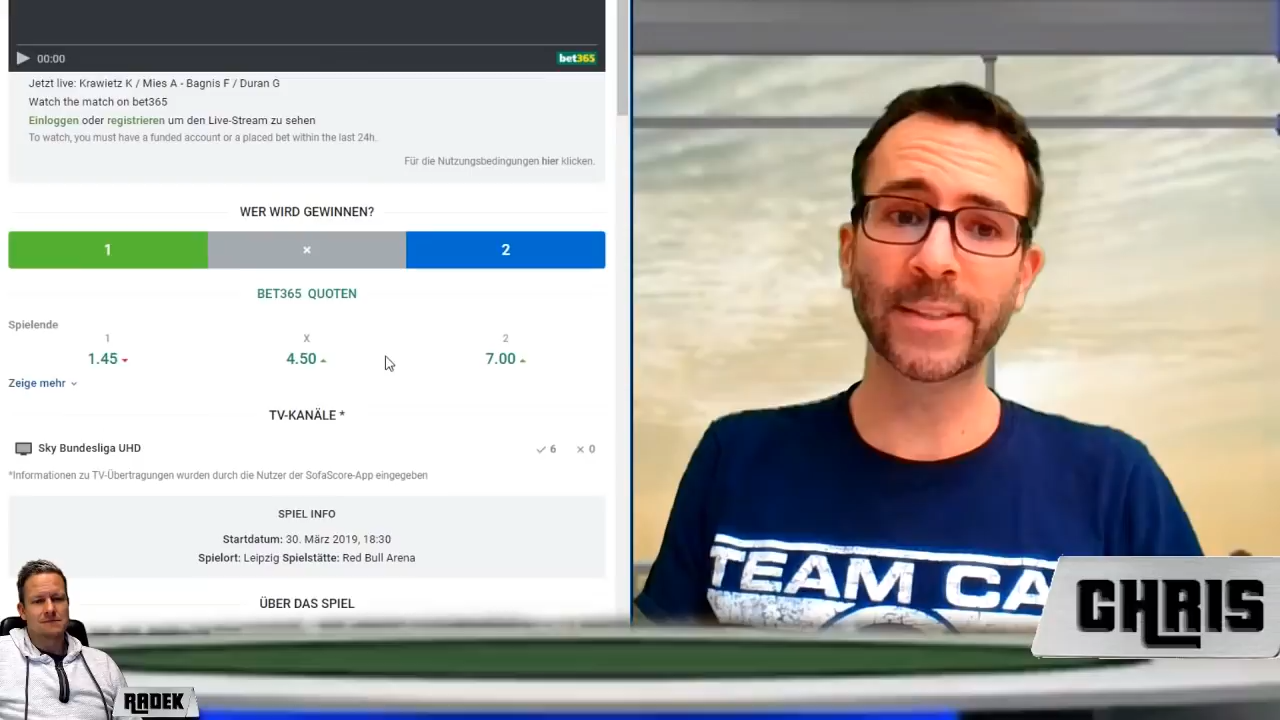 00:00
bet365
Jetzt live: Krawietz K / Mies A - Bagnis F / Duran G
Watch the match on bet365
Einloggen oder registrieren um den Live-Stream zu sehen
To watch, you must have a funded account or a placed bet within the last 24h.
Für die Nutzungsbedingungen hier klicken.
WER WIRD GEWINNEN?
1 × 2
BET365 QUOTEN
Spielende
1 X 2
1.45 4.50 7.00
Zeige mehr
TV-KANÄLE *
Sky Bundesliga UHD 6 × 0
*Informationen zu TV-Übertragungen wurden durch die Nutzer der SofaScore-App eingegeben
SPIEL INFO
Startdatum: 30. März 2019, 18:30
Spielort: Leipzig Spielstätte: Red Bull Arena
ÜBER DAS SPIEL
TEAM CA
CHRIS
RADEK